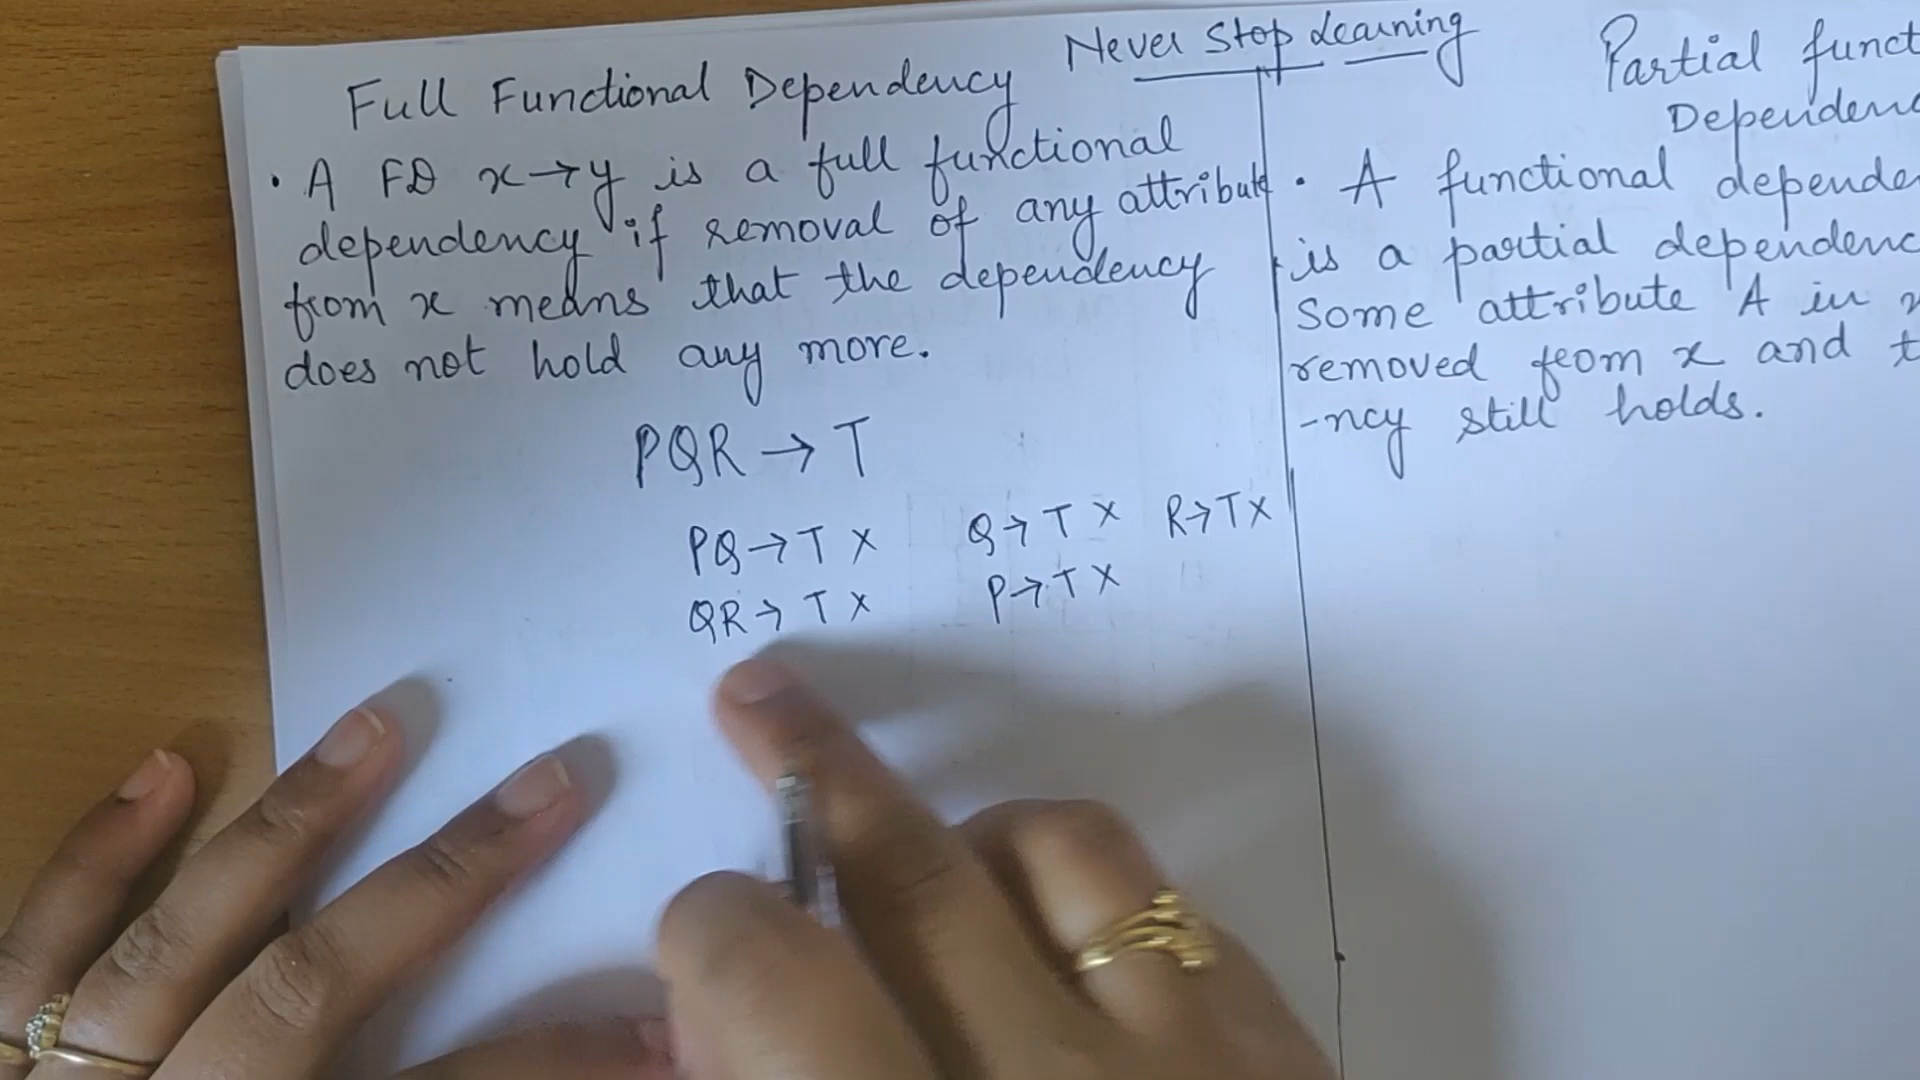 Never Stop Learning
Full Functional Dependency
• A FD x→y is a full functional
dependency if removal of any attribute
from x means that the dependency
does not hold any more.
PQR → T
PQ → T X
QR → T X
Q → T X R → T X
P → T X
Partial funct
Dependenc
• A functional depende
is a partial dependenc
Some attribute A in
removed feom x and t
-ncy still holds.